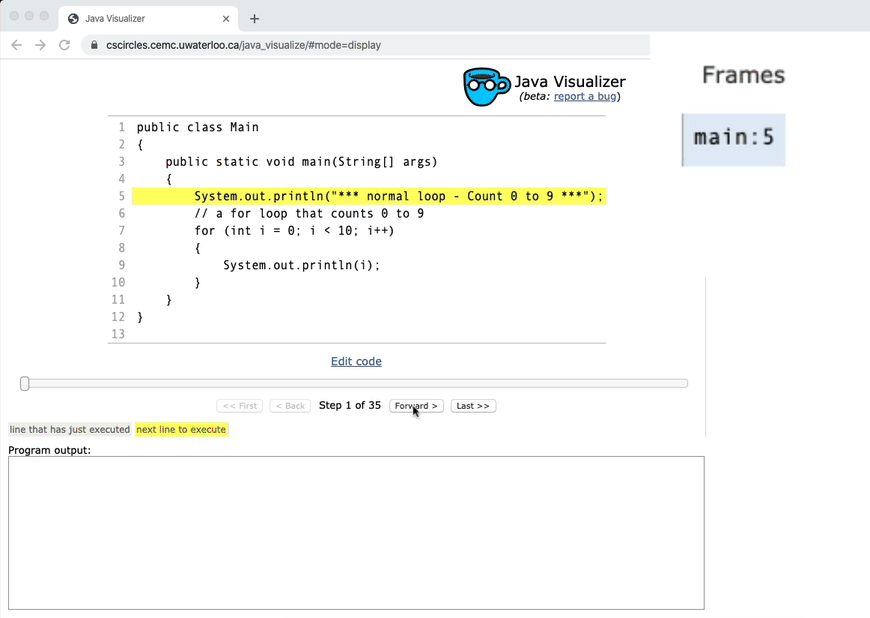 Java Visualizer
cscircles.cemc.uwaterloo.ca/java_visualize/#mode=display
Java Visualizer
(beta: report a bug)
Frames
main:5
1 public class Main
2 {
3 public static void main(String[] args)
4 {
5 System.out.println("*** normal loop - Count 0 to 9 ***");
6 // a for loop that counts 0 to 9
7 for (int i = 0; i < 10; i++)
8 {
9 System.out.println(i);
10 }
11 }
12 }
13
Edit code
<< First < Back Step 1 of 35 Forward > Last >>
line that has just executed next line to execute
Program output: